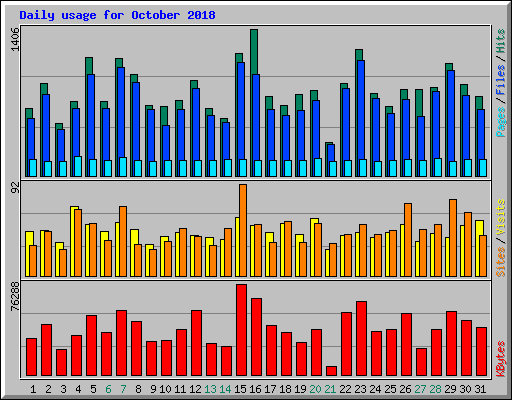 Daily usage for October 2018
1406
Pages / Files / Hits
92
Sites / Visits
76288
KBytes
1 2 3 4 5 6 7 8 9 10 11 12 13 14 15 16 17 18 19 20 21 22 23 24 25 26 27 28 29 30 31